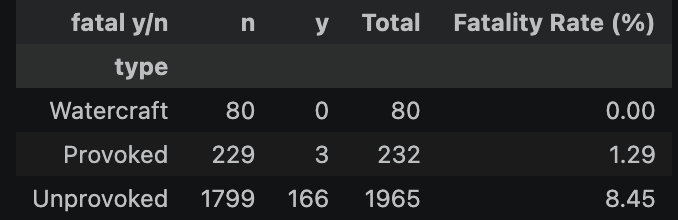 fatal y/n n y Total Fatality Rate (%)
type
Watercraft 80 0 80 0.00
Provoked 229 3 232 1.29
Unprovoked 1799 166 1965 8.45